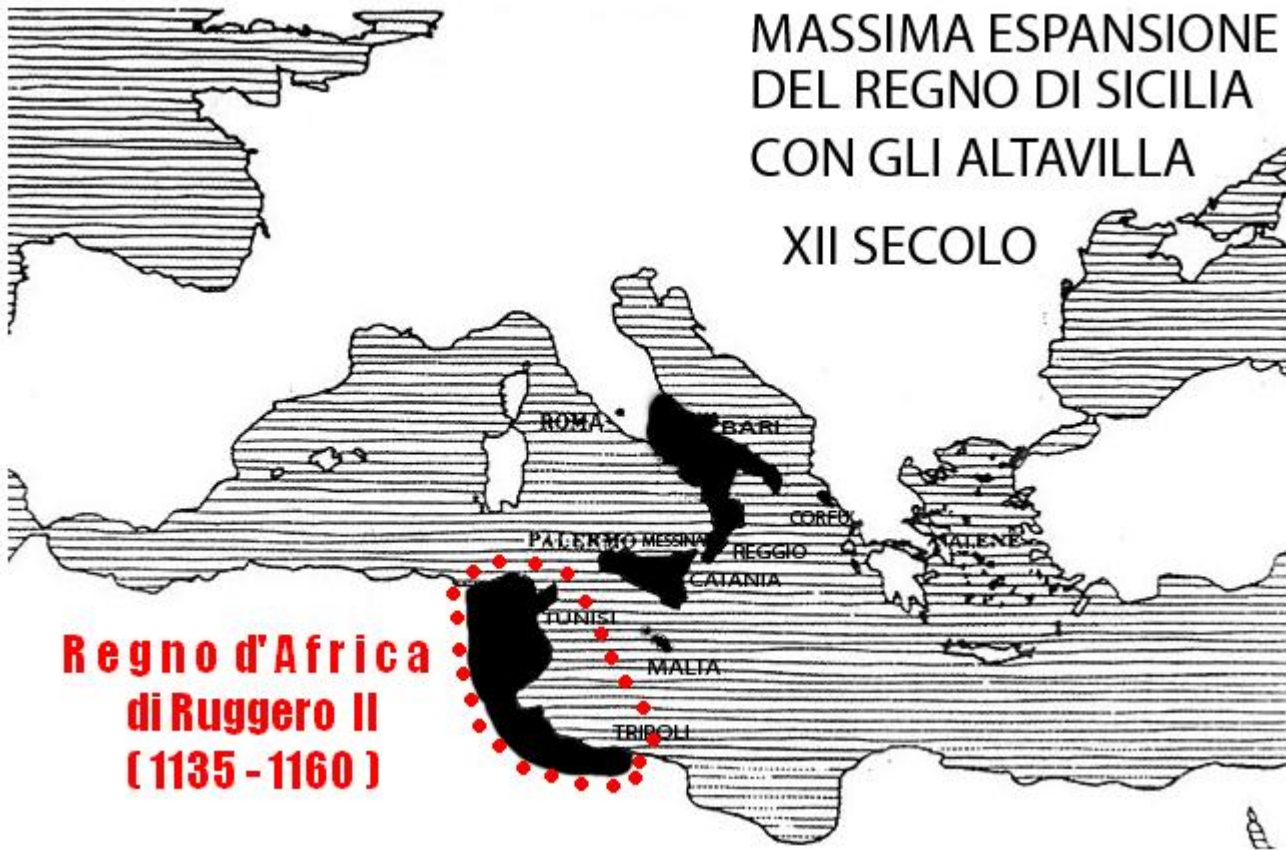 MASSIMA ESPANSIONE
DEL REGNO DI SICILIA
CON GLI ALTAVILLA
XII SECOLO
ROMA
BARI
CORFU
PALERMO
MESSINA
REGGIO
CATANIA
TUNISI
MALTA
TRIPOLI
Regno d'Africa
di Ruggero II
( 1135 - 1160 )